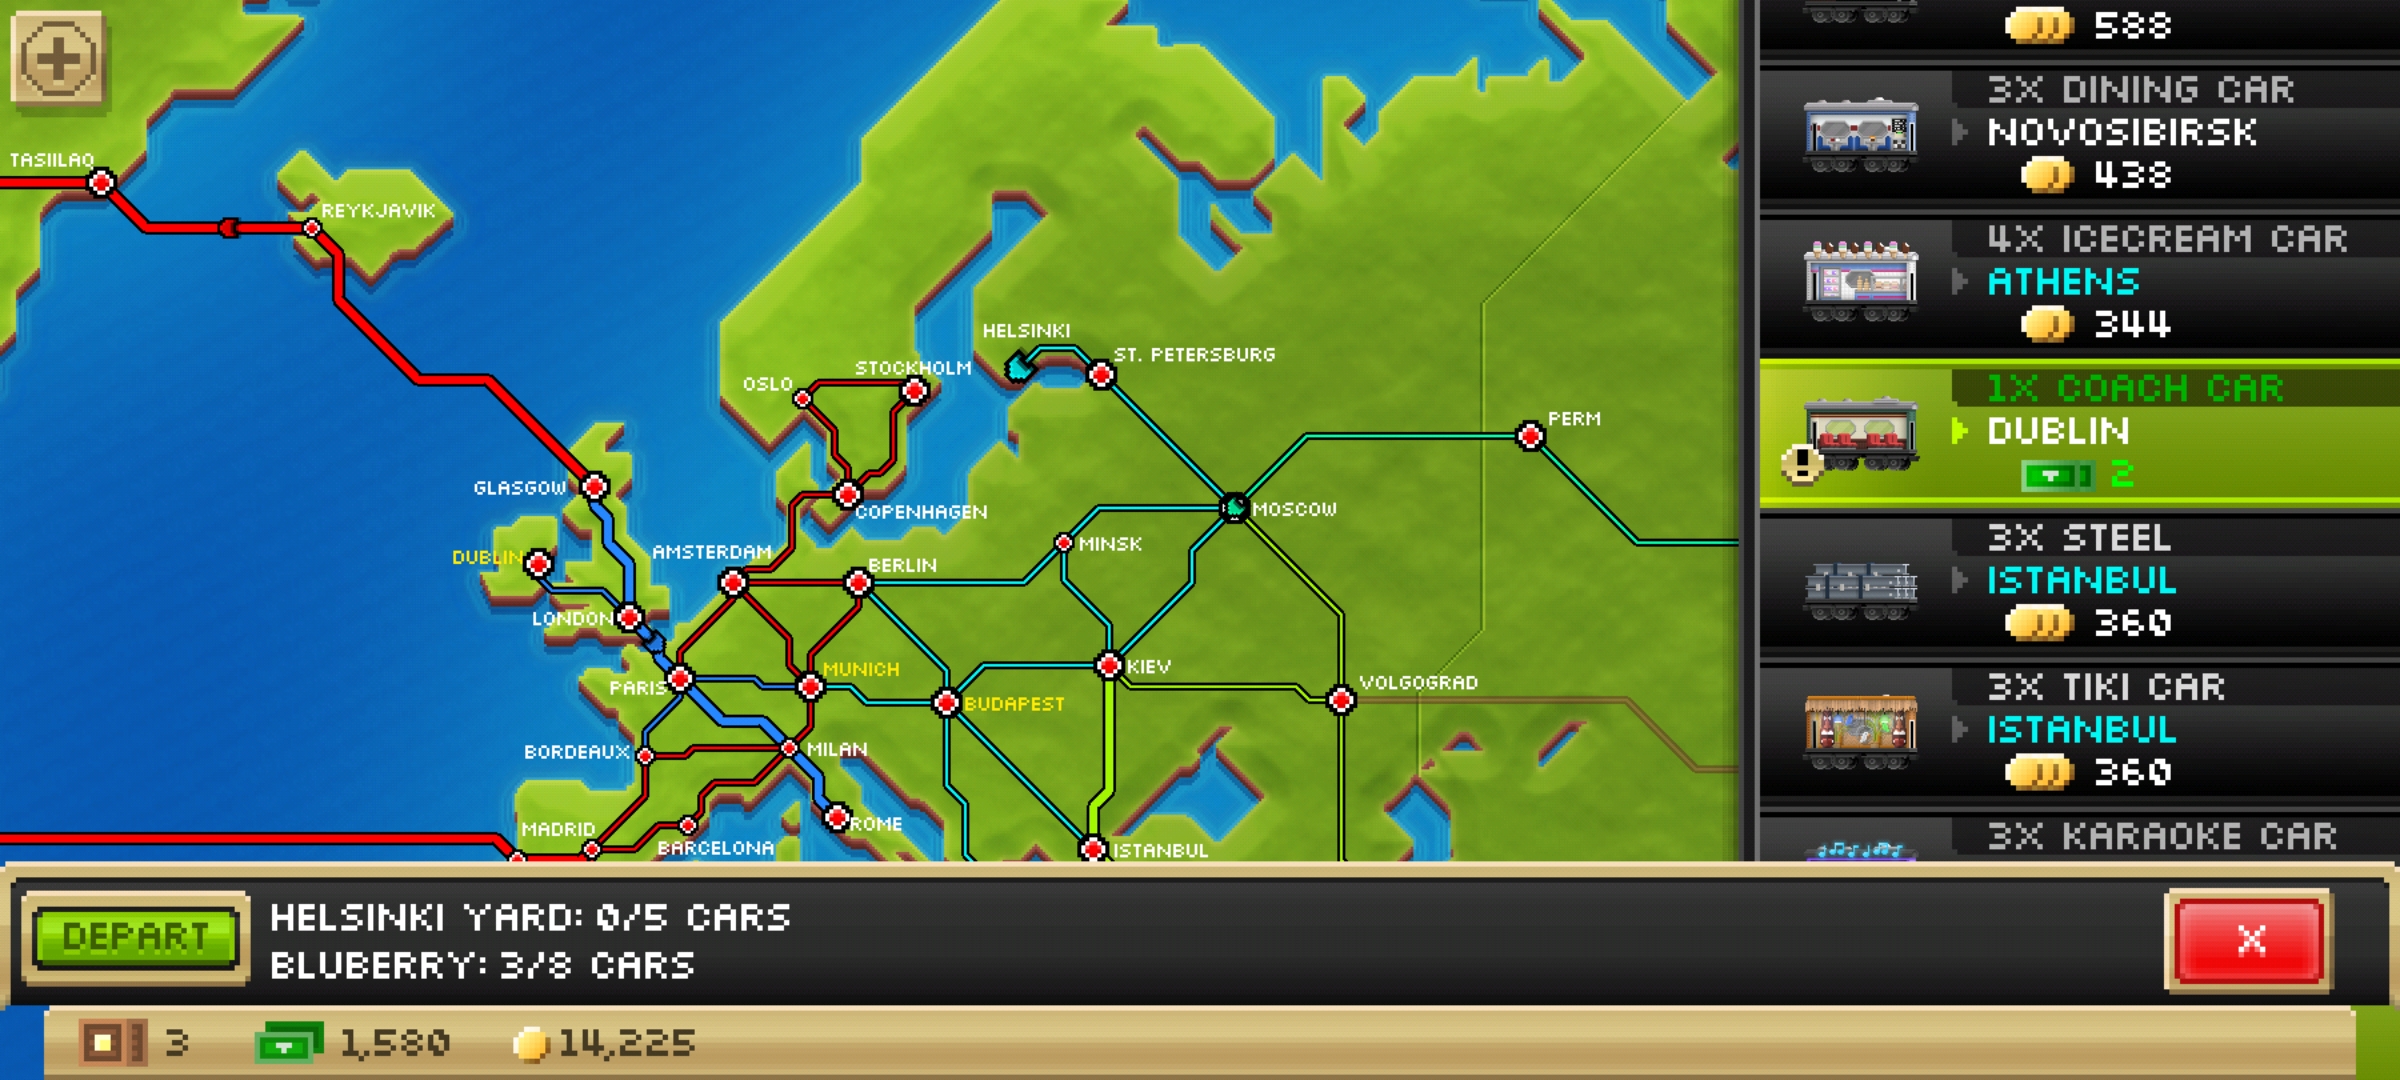 TASIILAQ
REYKJAVIK
HELSINKI
ST. PETERSBURG
OSLO
STOCKHOLM
PERM
GLASGOW
COPENHAGEN
MOSCOW
DUBLIN
AMSTERDAM
BERLIN
MINSK
LONDON
PARIS
MUNICH
KIEV
BUDAPEST
VOLGOGRAD
BORDEAUX
MILAN
MADRID
BARCELONA
ROME
ISTANBUL
588
3X DINING CAR
NOVOSIBIRSK
438
4X ICECREAM CAR
ATHENS
344
1X COACH CAR
DUBLIN
2
3X STEEL
ISTANBUL
360
3X TIKI CAR
ISTANBUL
360
3X KARAOKE CAR
DEPART
HELSINKI YARD: 0/5 CARS
BLUBERRY: 3/8 CARS
X
3 1,580 14,225